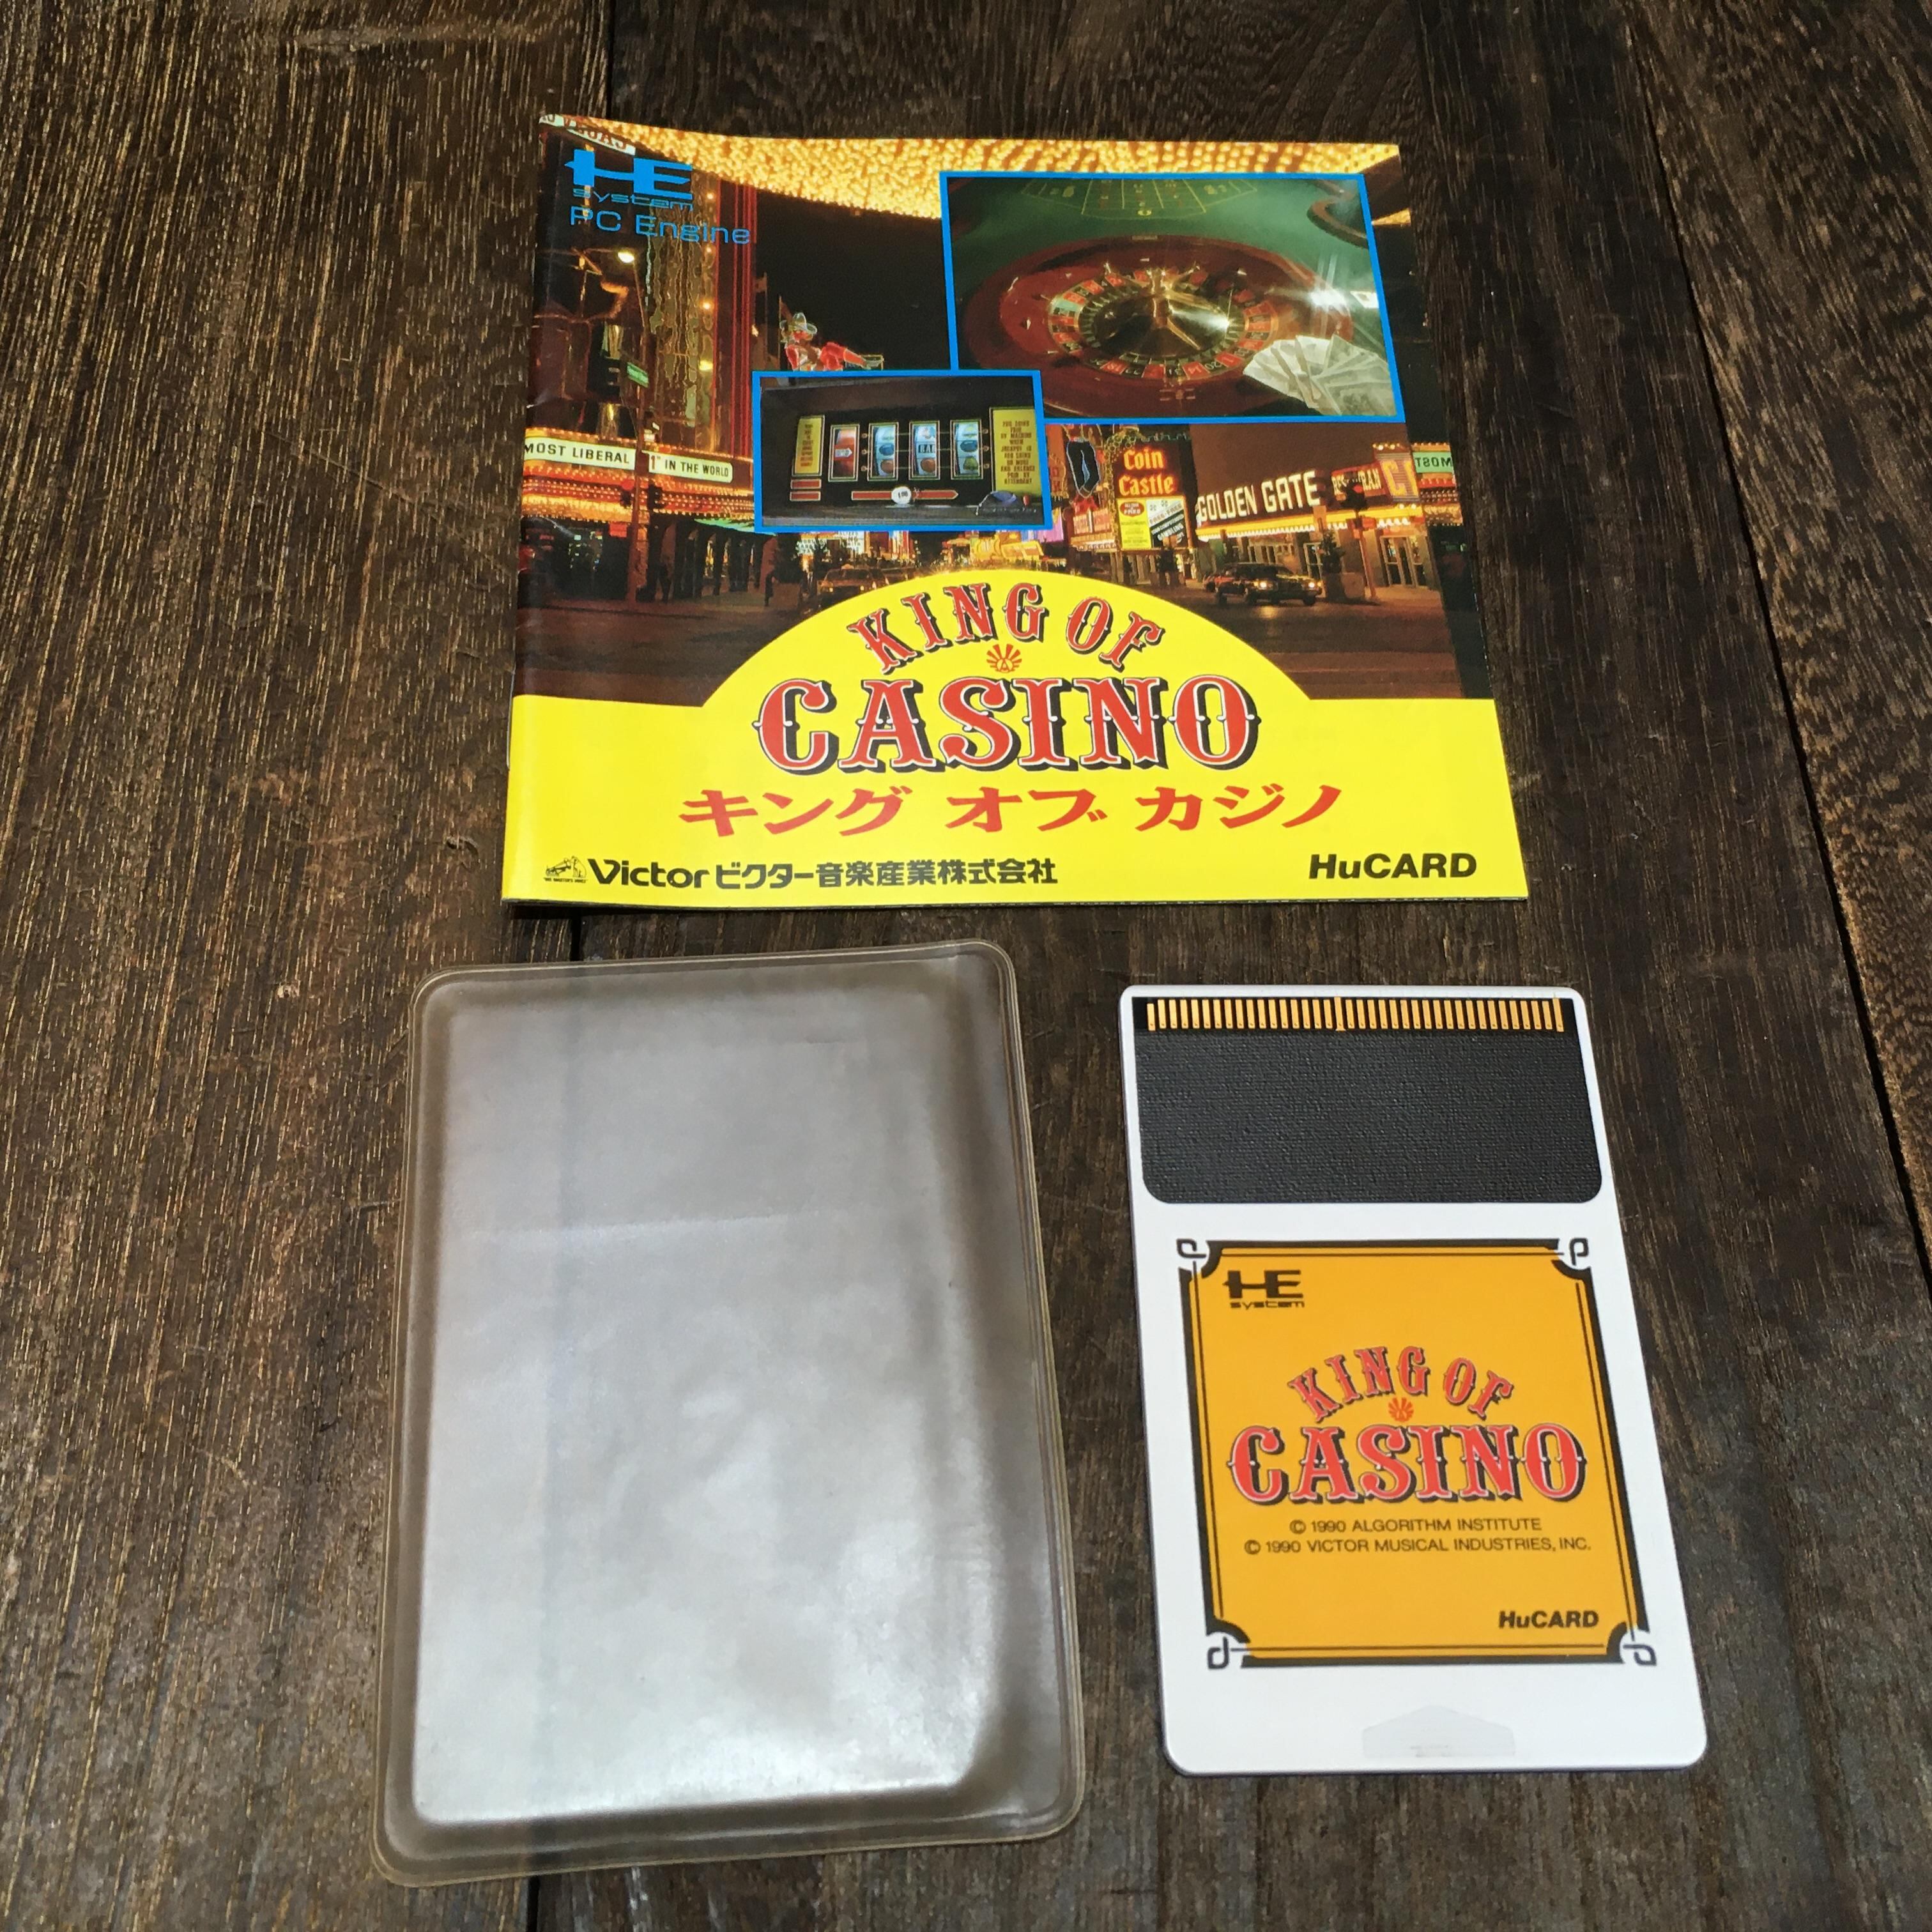 HE
system
PC Engine
MOST LIBERAL
1st IN THE WORLD
Coin
Castle
GOLDEN GATE
KING OF
CASINO
キング オブ カジノ
Victor ビクター音楽産業株式会社
HuCARD
HE
system
KING OF
CASINO
© 1990 ALGORITHM INSTITUTE
© 1990 VICTOR MUSICAL INDUSTRIES, INC.
HuCARD